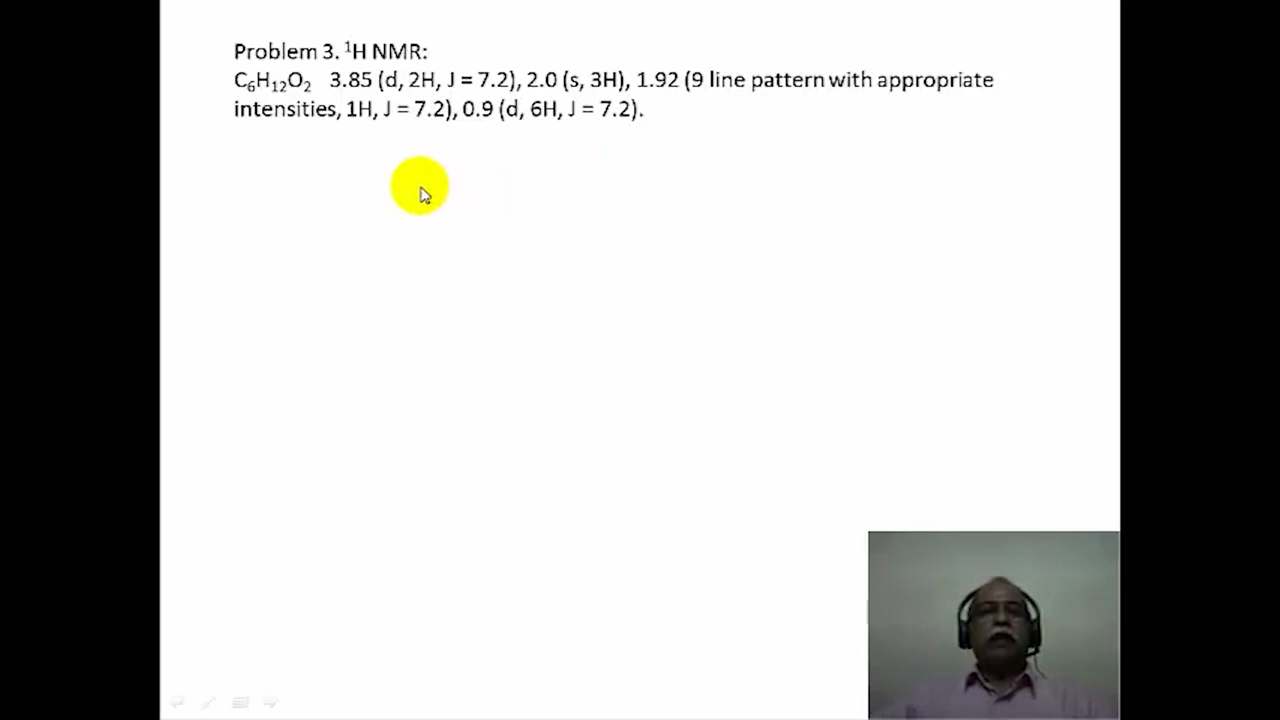 Problem 3. ¹H NMR:
C₆H₁₂O₂ 3.85 (d, 2H, J = 7.2), 2.0 (s, 3H), 1.92 (9 line pattern with appropriate
intensities, 1H, J = 7.2), 0.9 (d, 6H, J = 7.2).